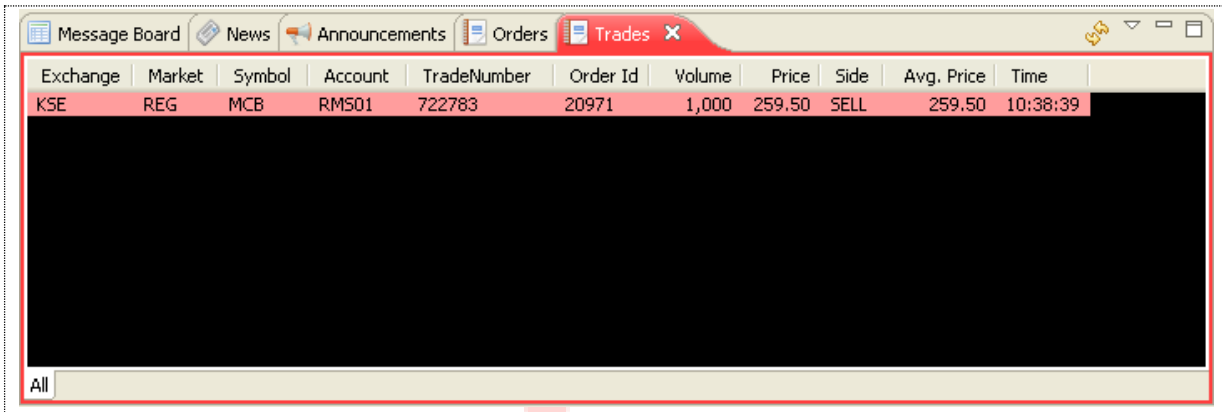 Message Board News Announcements Orders Trades
Exchange Market Symbol Account TradeNumber Order Id Volume Price Side Avg. Price Time
KSE REG MCB RMS01 722783 20971 1,000 259.50 SELL 259.50 10:38:39
All